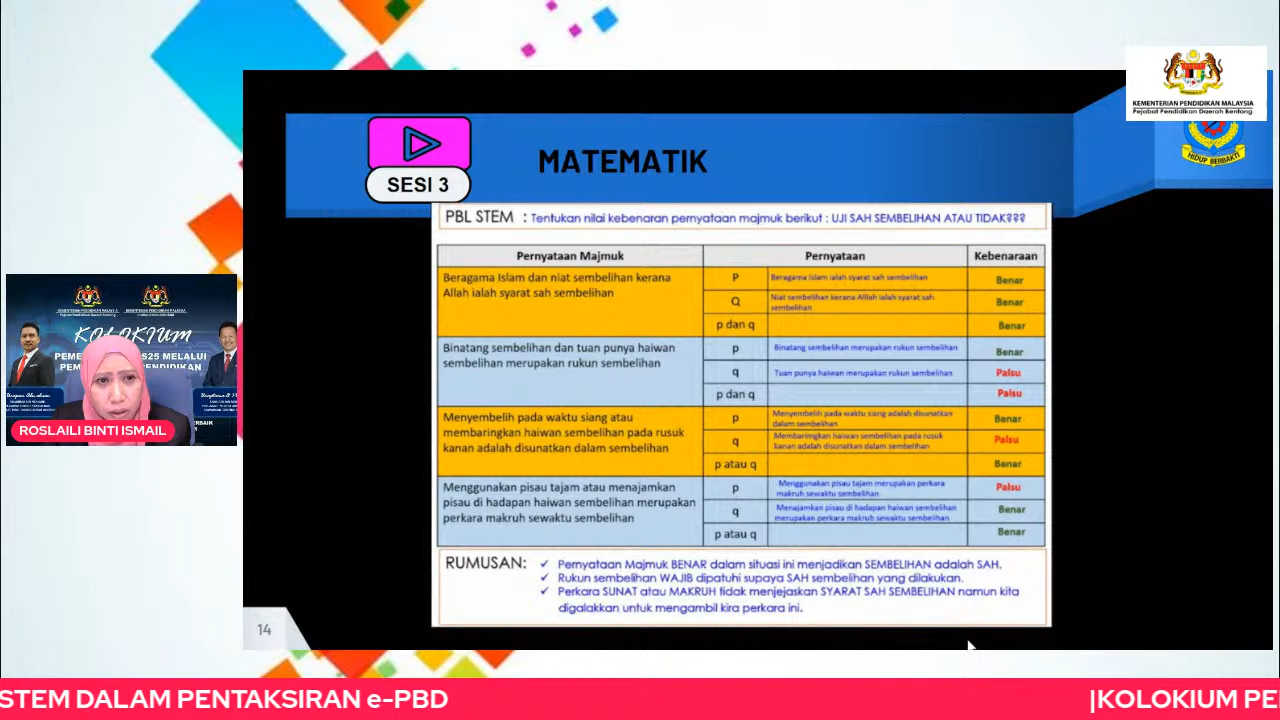 KEMENTERIAN PENDIDIKAN MALAYSIA
Pejabat Pendidikan Daerah Bentong
HIDUP BERBAKTI
SESI 3
MATEMATIK
PBL STEM : Tentukan nilai kebenaran pernyataan majmuk berikut : UJI SAH SEMBELIHAN ATAU TIDAK???
Pernyataan Majmuk Pernyataan Kebenaraan
Beragama Islam dan niat sembelihan kerana
Allah ialah syarat sah sembelihan
P Beragama Islam ialah syarat sah sembelihan Benar
Q Niat sembelihan kerana Alllah ialah syarat sah
sembelihan Benar
p dan q Benar
Binatang sembelihan dan tuan punya haiwan
sembelihan merupakan rukun sembelihan
p Binatang sembelihan merupakan rukun sembelihan Benar
q Tuan punya haiwan merupakan rukun sembelihan Palsu
p dan q Palsu
Menyembelih pada waktu siang atau
membaringkan haiwan sembelihan pada rusuk
kanan adalah disunatkan dalam sembelihan
p Menyembelih pada waktu siang adalah disunatkan
dalam sembelihan Benar
q Membaringkan haiwan sembelihan pada rusuk
kanan adalah disunatkan dalam sembelihan Palsu
p atau q Benar
Menggunakan pisau tajam atau menajamkan
pisau di hadapan haiwan sembelihan merupakan
perkara makruh sewaktu sembelihan
p Menggunakan pisau tajam merupakan perkara
makruh sewaktu sembelihan Palsu
q Menajamkan pisau di hadapan haiwan sembelihan
merupakan perkara makruh sewaktu sembelihan Benar
p atau q Benar
RUMUSAN: ✓ Pernyataan Majmuk BENAR dalam situasi ini menjadikan SEMBELIHAN adalah SAH.
✓ Rukun sembelihan WAJIB dipatuhi supaya SAH sembelihan yang dilakukan.
✓ Perkara SUNAT atau MAKRUH tidak menjejaskan SYARAT SAH SEMBELIHAN namun kita
digalakkan untuk mengambil kira perkara ini.
14
KOLOKIUM
ROSLAILI BINTI ISMAIL
STEM DALAM PENTAKSIRAN e-PBD
|KOLOKIUM PE